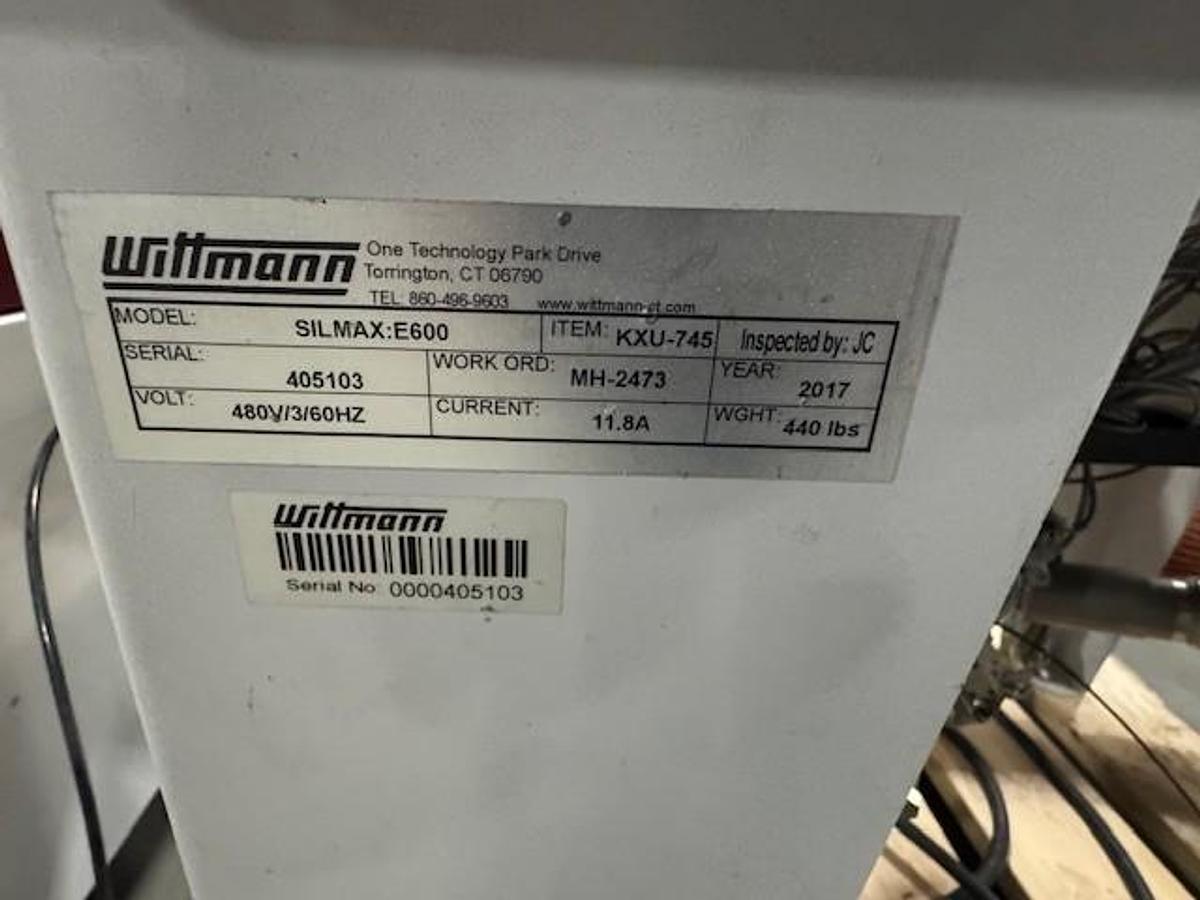 Wittmann
One Technology Park Drive
Torrington, CT 06790
TEL: 860-496-9603 www.wittmann-ct.com
MODEL: SILMAX:E600 ITEM: KXU-745 Inspected by: JC
SERIAL: 405103 WORK ORD: MH-2473 YEAR: 2017
VOLT: 480V/3/60HZ CURRENT: 11.8A WGHT: 440 lbs
Wittmann
Serial No 0000405103